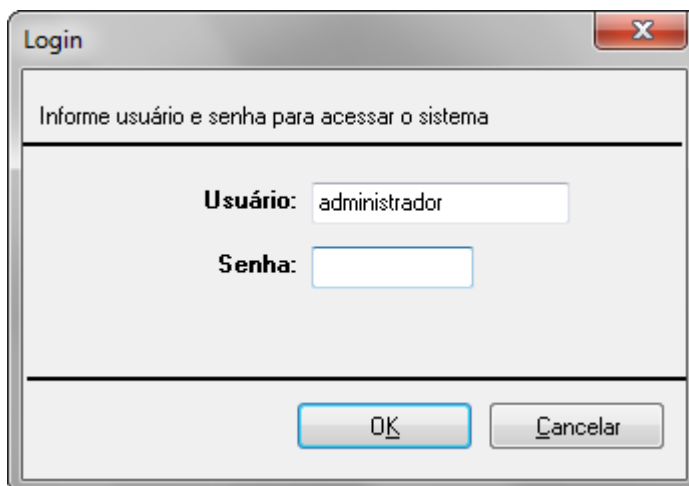 Login
Informe usuário e senha para acessar o sistema
Usuário: administrador
Senha:
OK Cancelar